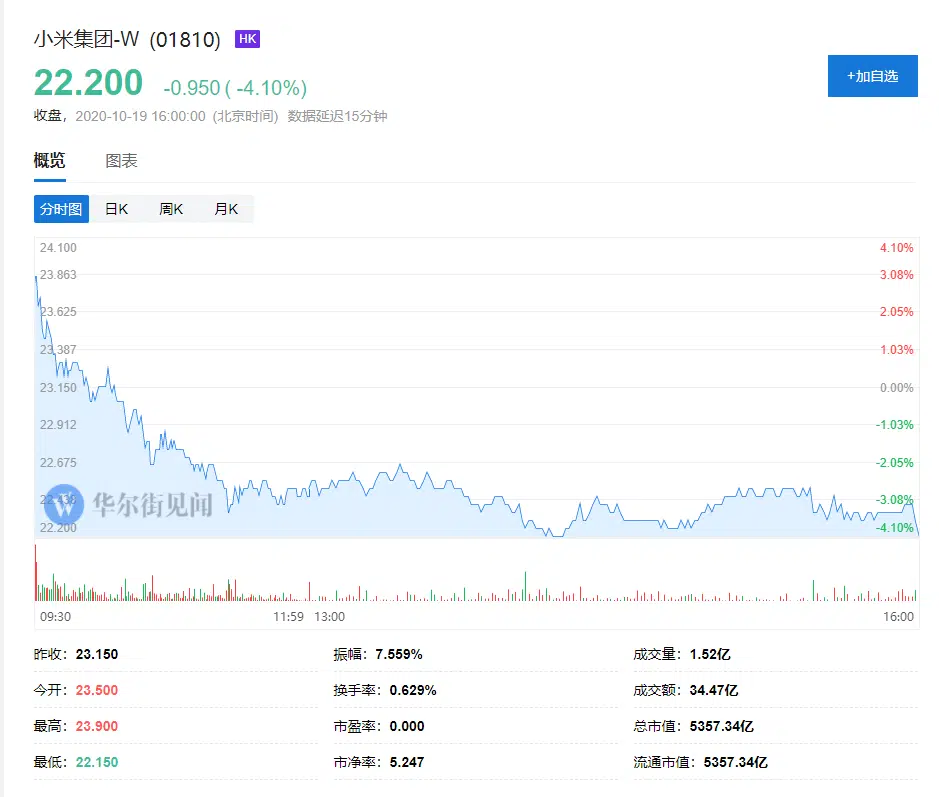 小米集团-W (01810) HK
22.200 -0.950 ( -4.10%)
+加自选
收盘，2020-10-19 16:00:00 (北京时间) 数据延迟15分钟
概览 图表
分时图 日K 周K 月K
24.100 4.10%
23.863 3.08%
23.625 2.05%
23.387 1.03%
23.150 0.00%
22.912 -1.03%
22.675 -2.05%
22.438 -3.08%
华尔街见闻
22.200 -4.10%
09:30 11:59 13:00 16:00
昨收：23.150 振幅：7.559% 成交量：1.52亿
今开：23.500 换手率：0.629% 成交额：34.47亿
最高：23.900 市盈率：0.000 总市值：5357.34亿
最低：22.150 市净率：5.247 流通市值：5357.34亿